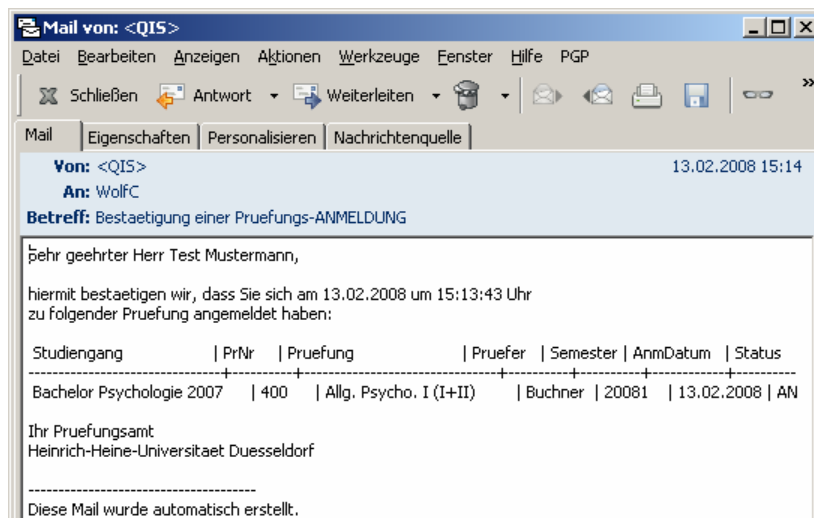 Mail von: <QIS>
Datei Bearbeiten Anzeigen Aktionen Werkzeuge Fenster Hilfe PGP
Schließen Antwort Weiterleiten »
Mail Eigenschaften Personalisieren Nachrichtenquelle
Von: <QIS> 13.02.2008 15:14
An: WolfC
Betreff: Bestaetigung einer Pruefungs-ANMELDUNG
Sehr geehrter Herr Test Mustermann,
hiermit bestaetigen wir, dass Sie sich am 13.02.2008 um 15:13:43 Uhr
zu folgender Pruefung angemeldet haben:
Studiengang | PrNr | Pruefung | Pruefer | Semester | AnmDatum | Status
--------------------------------+------+------------------------------+-----------+-----------+------------+-----------
Bachelor Psychologie 2007 | 400 | Allg. Psycho. I (I+II) | Buchner | 20081 | 13.02.2008 | AN
Ihr Pruefungsamt
Heinrich-Heine-Universitaet Duesseldorf
--------------------------------------
Diese Mail wurde automatisch erstellt.